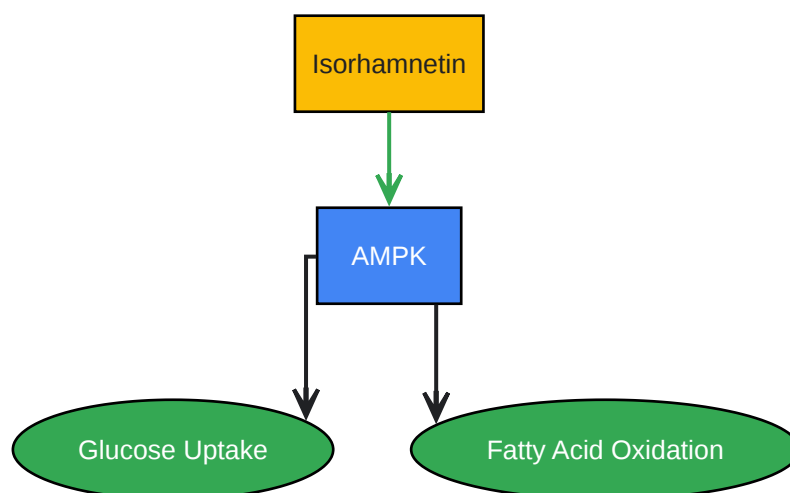 Isorhamnetin
AMPK
Glucose Uptake
Fatty Acid Oxidation